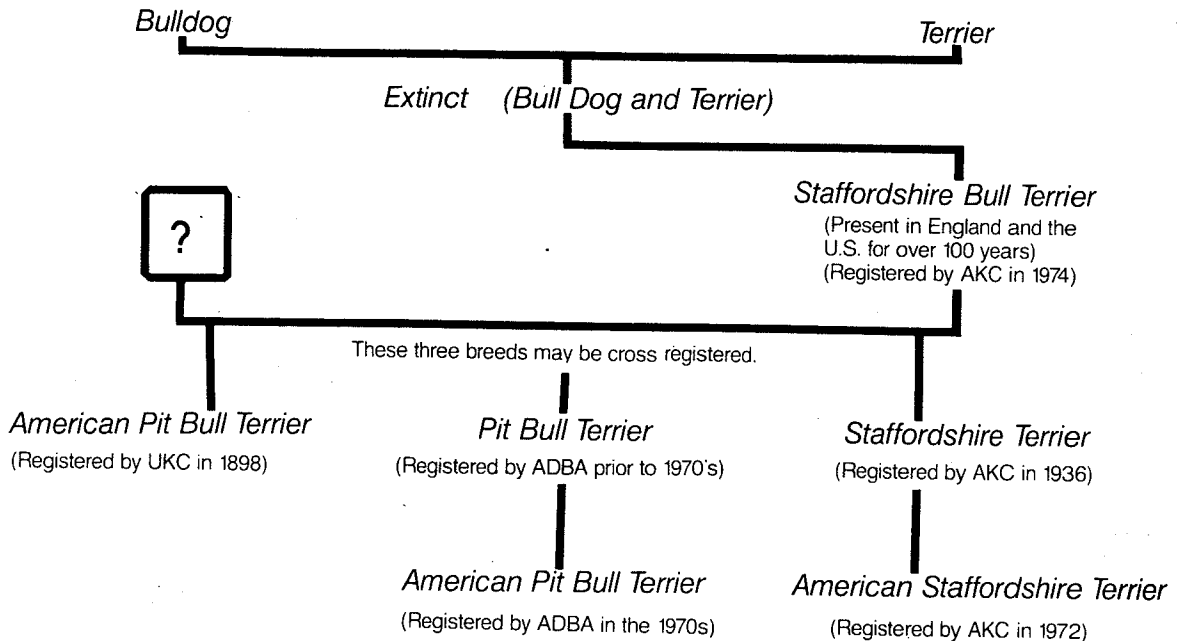 Bulldog
Terrier
Extinct (Bull Dog and Terrier)
Staffordshire Bull Terrier
(Present in England and the
U.S. for over 100 years)
(Registered by AKC in 1974)
?
These three breeds may be cross registered.
American Pit Bull Terrier
(Registered by UKC in 1898)
Pit Bull Terrier
(Registered by ADBA prior to 1970's)
Staffordshire Terrier
(Registered by AKC in 1936)
American Pit Bull Terrier
(Registered by ADBA in the 1970s)
American Staffordshire Terrier
(Registered by AKC in 1972)